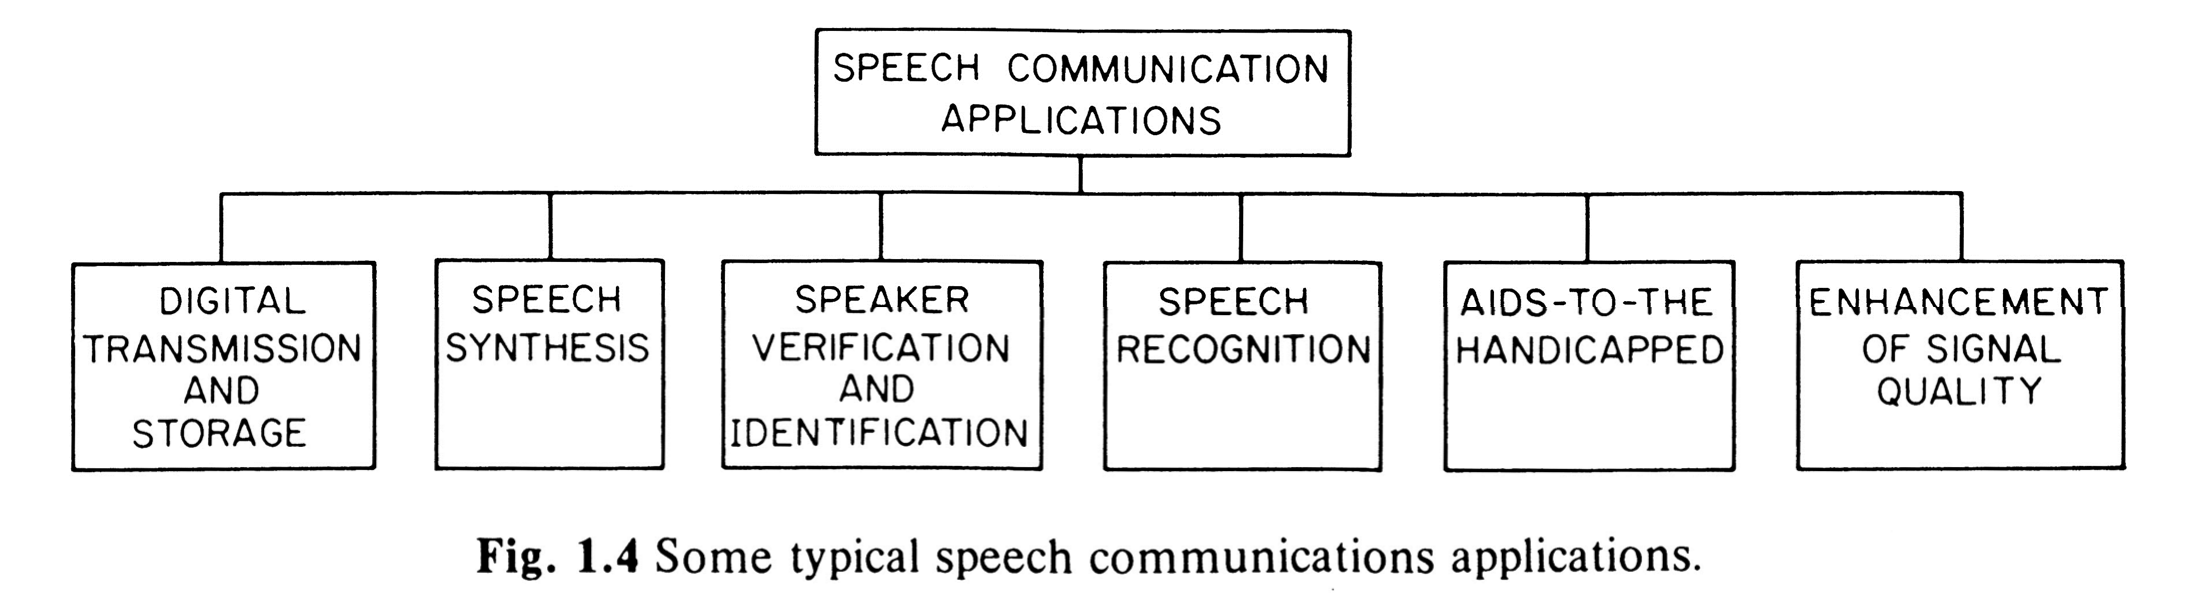 SPEECH COMMUNICATION
APPLICATIONS
DIGITAL
TRANSMISSION
AND
STORAGE
SPEECH
SYNTHESIS
SPEAKER
VERIFICATION
AND
IDENTIFICATION
SPEECH
RECOGNITION
AIDS-TO-THE
HANDICAPPED
ENHANCEMENT
OF SIGNAL
QUALITY
Fig. 1.4 Some typical speech communications applications.